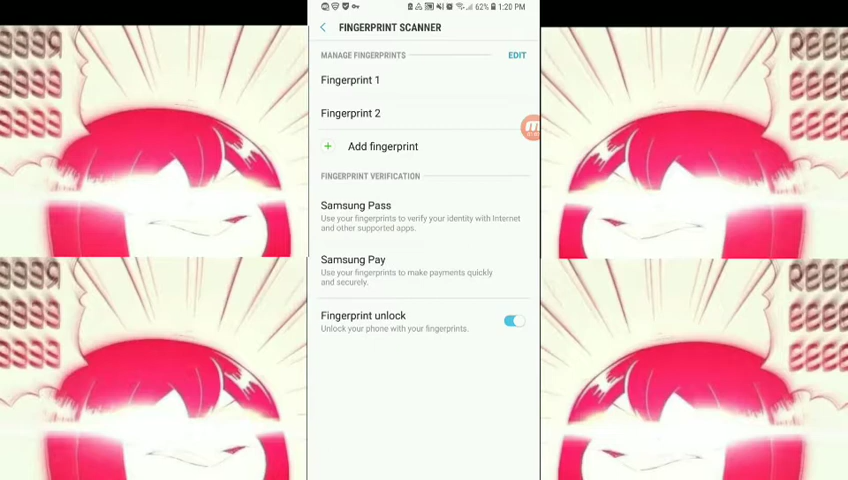 62% 1:20 PM
FINGERPRINT SCANNER
MANAGE FINGERPRINTS EDIT
Fingerprint 1
Fingerprint 2
+ Add fingerprint
FINGERPRINT VERIFICATION
Samsung Pass
Use your fingerprints to verify your identity with Internet
and other supported apps.
Samsung Pay
Use your fingerprints to make payments quickly
and securely.
Fingerprint unlock
Unlock your phone with your fingerprints.